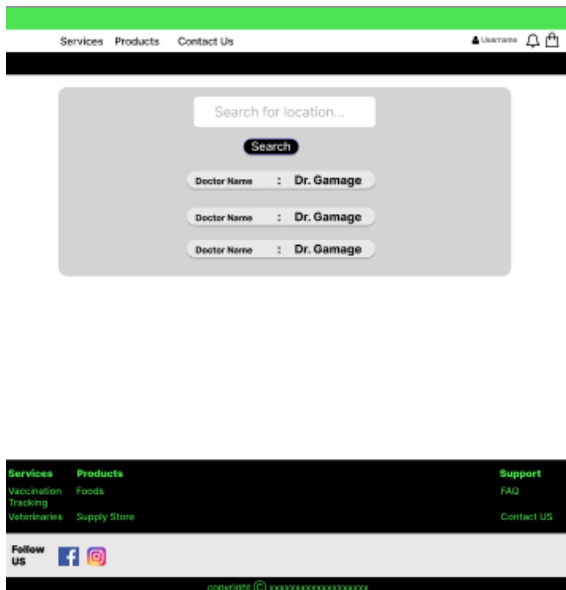 Services Products Contact Us Username
Search for location...
Search
Doctor Name : Dr. Gamage
Doctor Name : Dr. Gamage
Doctor Name : Dr. Gamage
Services Products Support
Vaccination Foods FAQ
Tracking
Veterinaries Supply Store Contact US
Follow
US
copyright ©